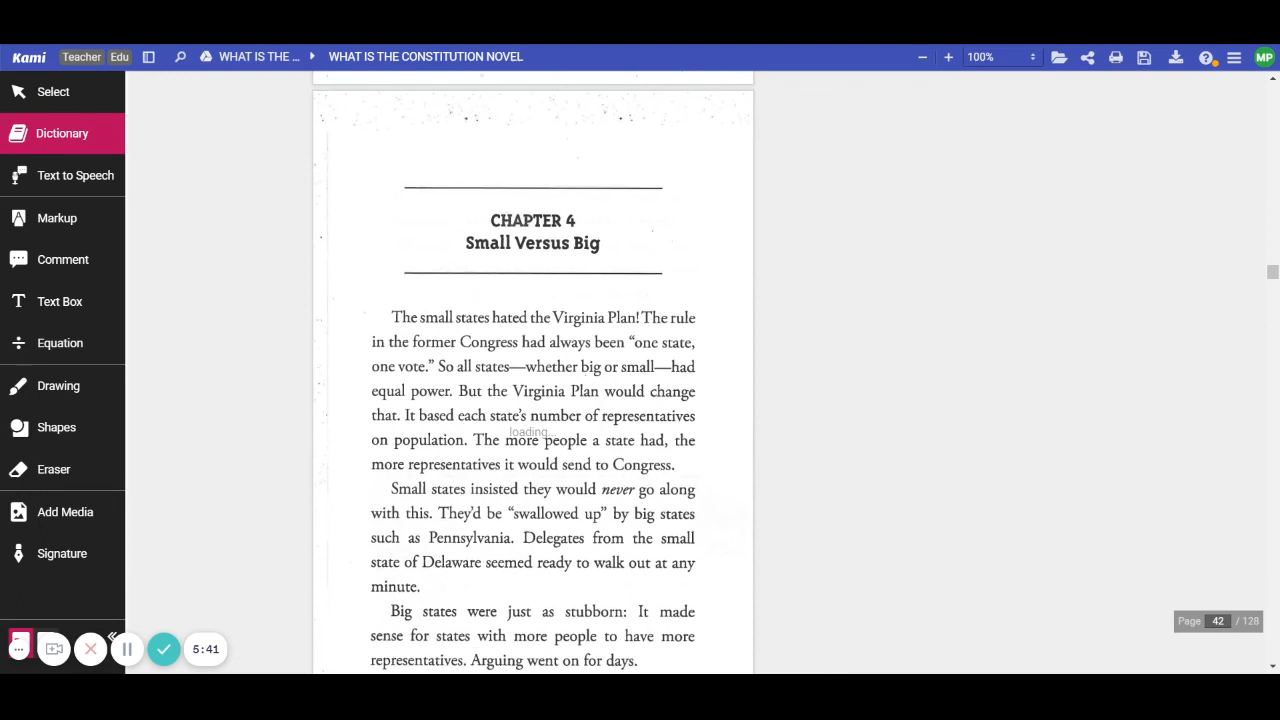 Kami Teacher Edu WHAT IS THE ... WHAT IS THE CONSTITUTION NOVEL 100% MP
Select
Dictionary
Text to Speech
Markup
Comment
Text Box
Equation
Drawing
Shapes
Eraser
Add Media
Signature
5:41
CHAPTER 4
Small Versus Big
The small states hated the Virginia Plan! The rule
in the former Congress had always been “one state,
one vote.” So all states—whether big or small—had
equal power. But the Virginia Plan would change
that. It based each state’s number of representatives
loading...
on population. The more people a state had, the
more representatives it would send to Congress.
Small states insisted they would never go along
with this. They’d be “swallowed up” by big states
such as Pennsylvania. Delegates from the small
state of Delaware seemed ready to walk out at any
minute.
Big states were just as stubborn: It made
sense for states with more people to have more
representatives. Arguing went on for days.
Page 42 / 128